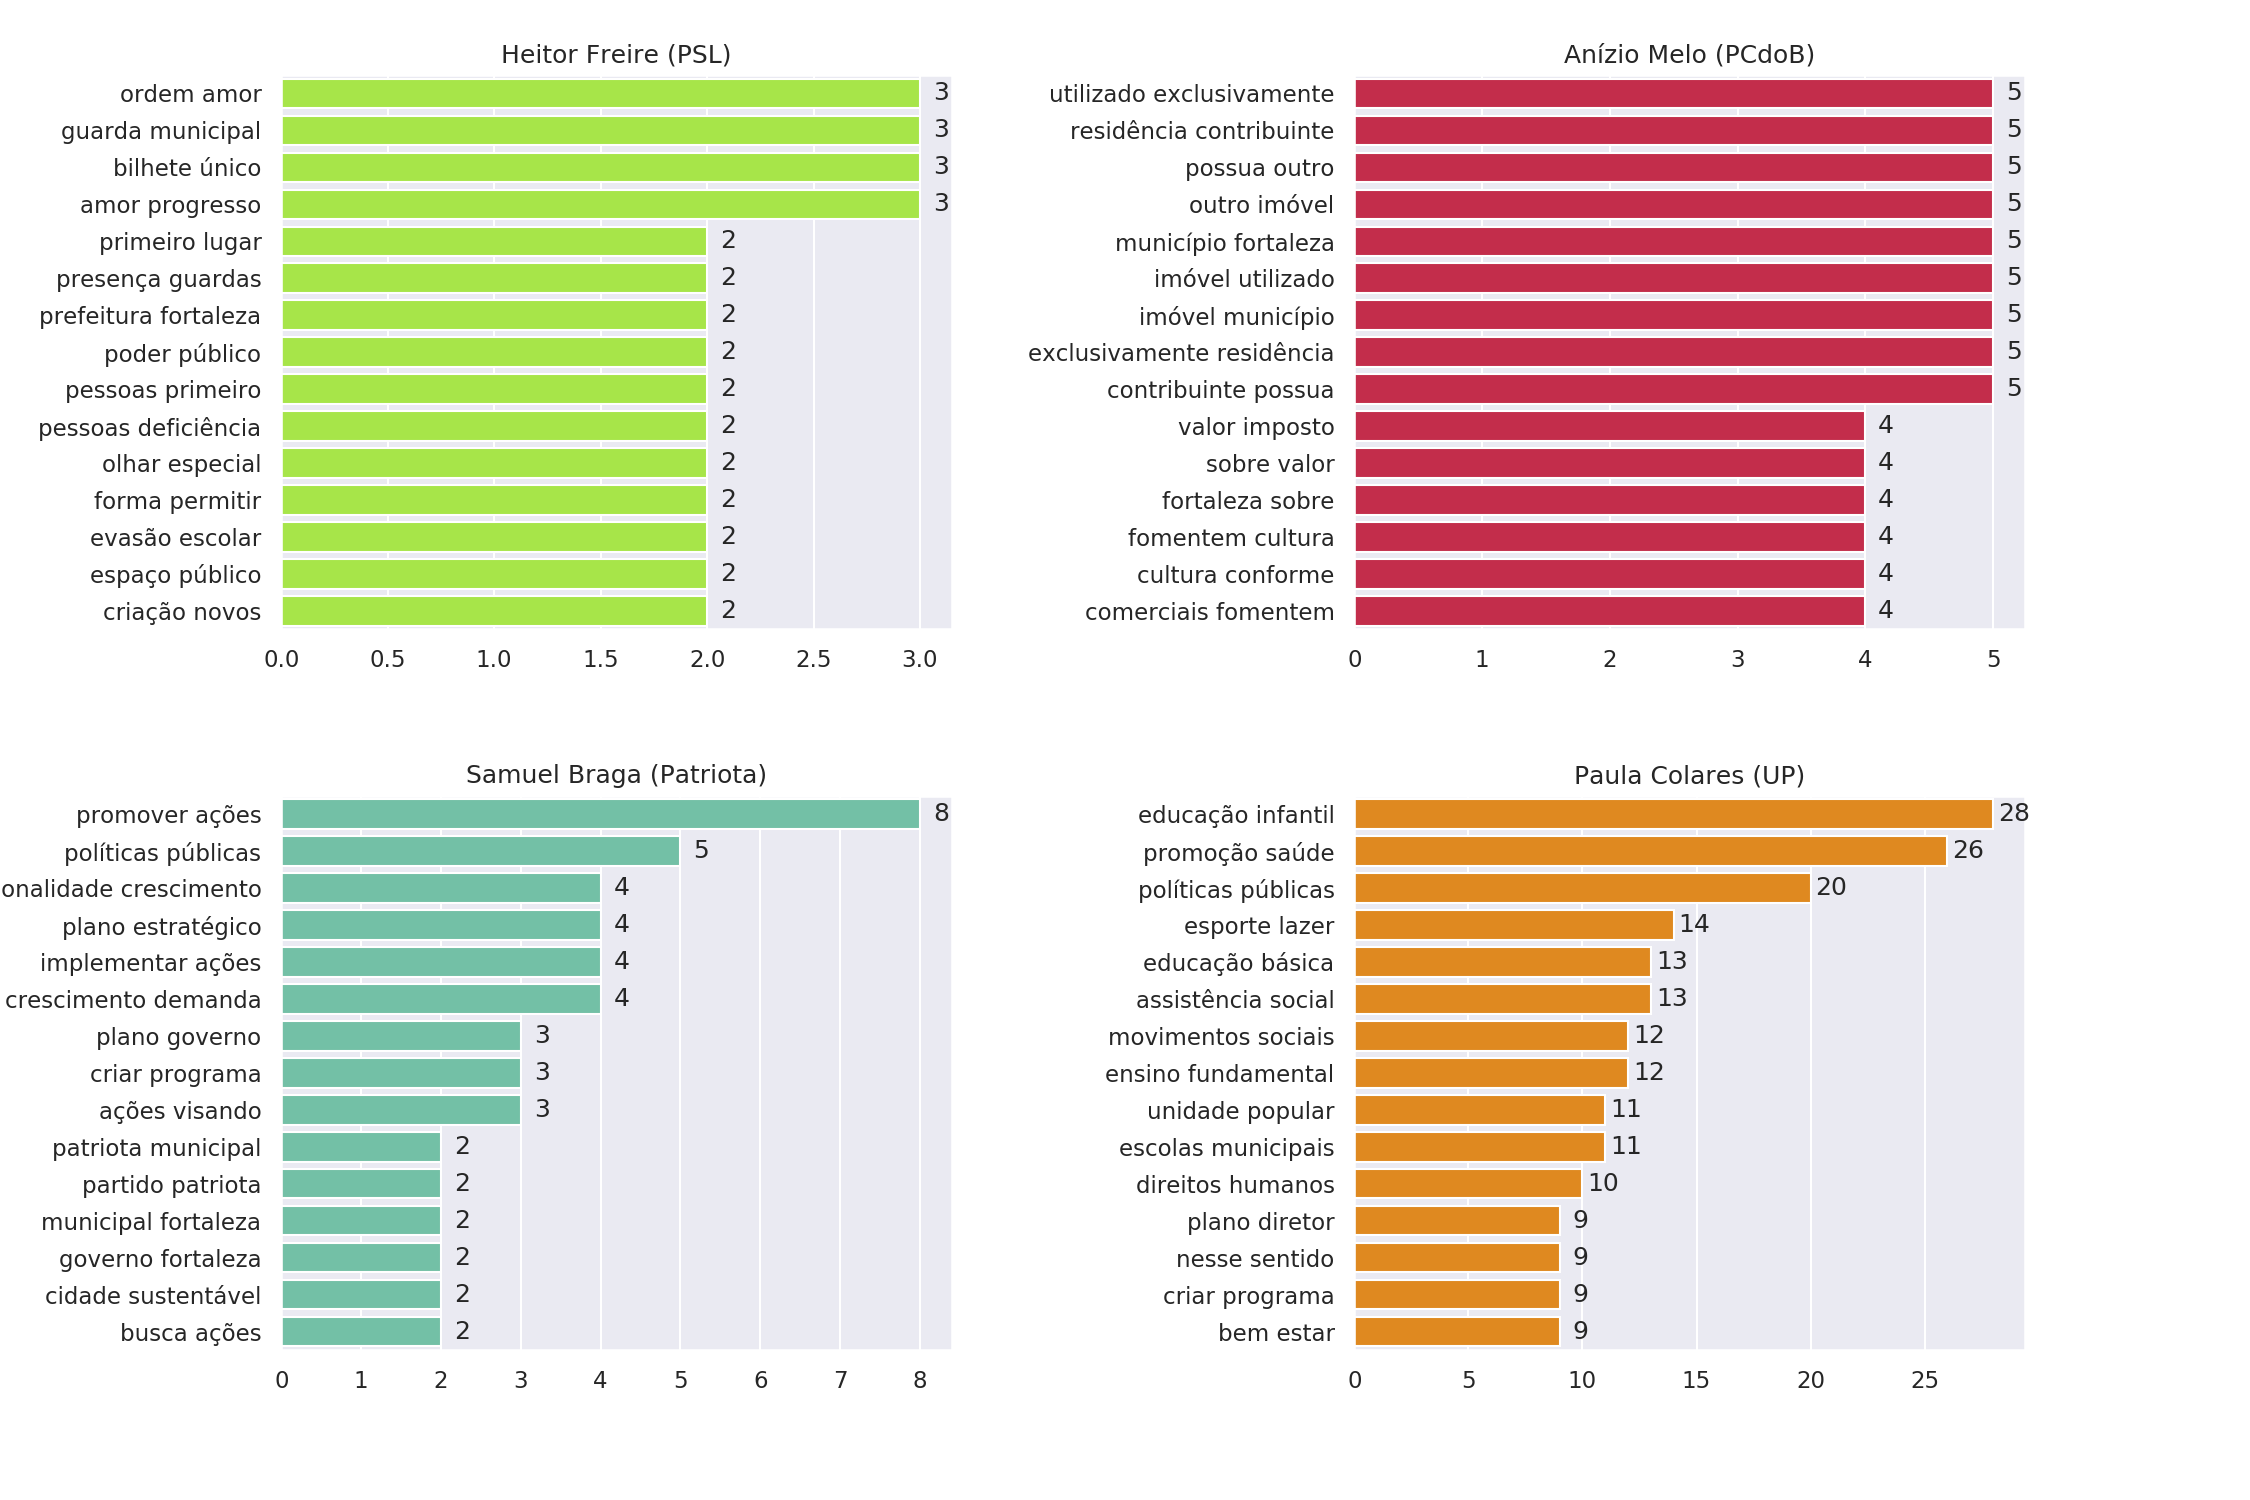 Heitor Freire (PSL)
ordem amor 3
guarda municipal 3
bilhete único 3
amor progresso 3
primeiro lugar 2
presença guardas 2
prefeitura fortaleza 2
poder público 2
pessoas primeiro 2
pessoas deficiência 2
olhar especial 2
forma permitir 2
evasão escolar 2
espaço público 2
criação novos 2
0.0 0.5 1.0 1.5 2.0 2.5 3.0
Anízio Melo (PCdoB)
utilizado exclusivamente 5
residência contribuinte 5
possua outro 5
outro imóvel 5
município fortaleza 5
imóvel utilizado 5
imóvel município 5
exclusivamente residência 5
contribuinte possua 5
valor imposto 4
sobre valor 4
fortaleza sobre 4
fomentem cultura 4
cultura conforme 4
comerciais fomentem 4
0 1 2 3 4 5
Samuel Braga (Patriota)
promover ações 8
políticas públicas 5
onalidade crescimento 4
plano estratégico 4
implementar ações 4
crescimento demanda 4
plano governo 3
criar programa 3
ações visando 3
patriota municipal 2
partido patriota 2
municipal fortaleza 2
governo fortaleza 2
cidade sustentável 2
busca ações 2
0 1 2 3 4 5 6 7 8
Paula Colares (UP)
educação infantil 28
promoção saúde 26
políticas públicas 20
esporte lazer 14
educação básica 13
assistência social 13
movimentos sociais 12
ensino fundamental 12
unidade popular 11
escolas municipais 11
direitos humanos 10
plano diretor 9
nesse sentido 9
criar programa 9
bem estar 9
0 5 10 15 20 25